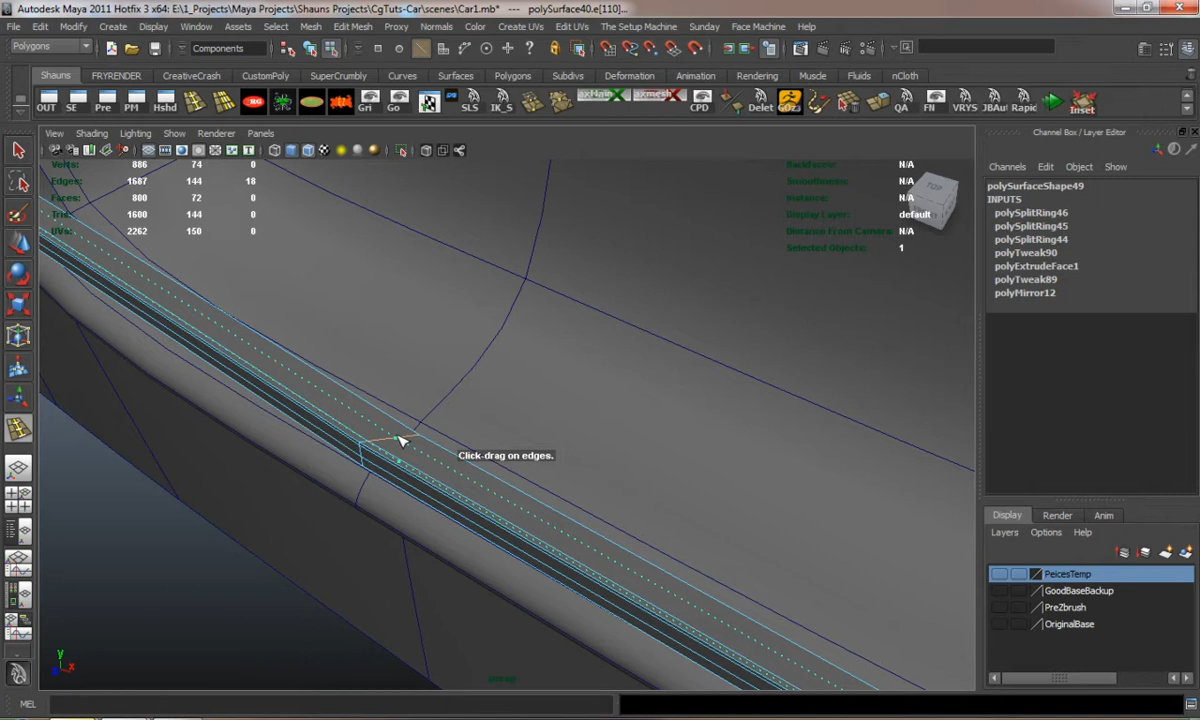 Autodesk Maya 2011 Hotfix 3 x64: E:\1_Projects\Maya Projects\Shauns Projects\CgTuts-Car\scenes\Car1.mb* --- polySurface40.e[110]...
File Edit Modify Create Display Window Assets Select Mesh Edit Mesh Proxy Normals Color Create UVs Edit UVs The Setup Machine Sunday Face Machine Help
Polygons Components
Shauns FRYRENDER CreativeCrash CustomPoly SuperCrumbly Curves Surfaces Polygons Subdivs Deformation Animation Rendering Muscle Fluids nCloth
OUT SE Pre PM Hshd Gri Go SLS IK_S CPD Delet GoZ> QA FN VRYS JBAut Rapic Inset
View Shading Lighting Show Renderer Panels
Channel Box / Layer Editor
Channels Edit Object Show
Verts: 886 74 0
Edges: 1687 144 18
Faces: 800 72 0
Tris: 1600 144 0
UVs: 2262 150 0
BackFaces: N/A
Smoothness: N/A
Instance: N/A
Display Layer: default
Distance From Camera: N/A
Selected Objects: 1
TOP
polySurfaceShape49
INPUTS
polySplitRing46
polySplitRing45
polySplitRing44
polyTweak90
polyExtrudeFace1
polyTweak89
polyMirror12
Click-drag on edges.
Display Render Anim
Layers Options Help
PeicesTemp
GoodBaseBackup
PreZbrush
OriginalBase
y
x
persp
MEL